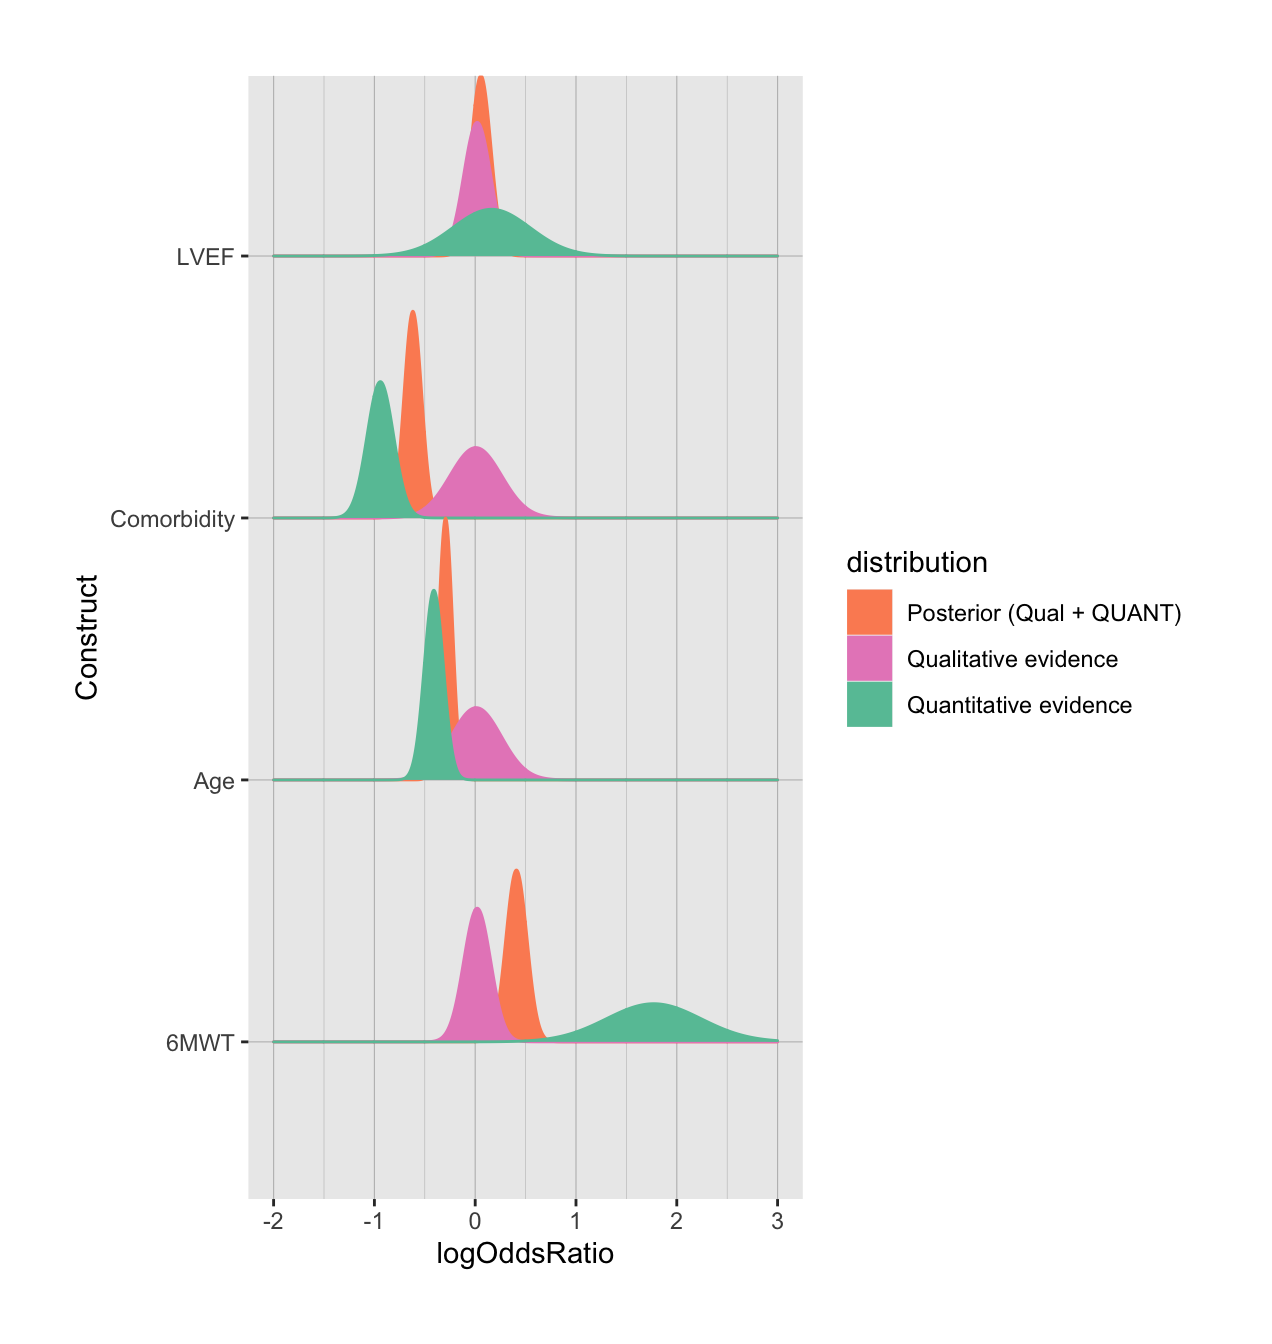 LVEF
Comorbidity
Age
6MWT
Construct
-2 -1 0 1 2 3
logOddsRatio
distribution
Posterior (Qual + QUANT)
Qualitative evidence
Quantitative evidence